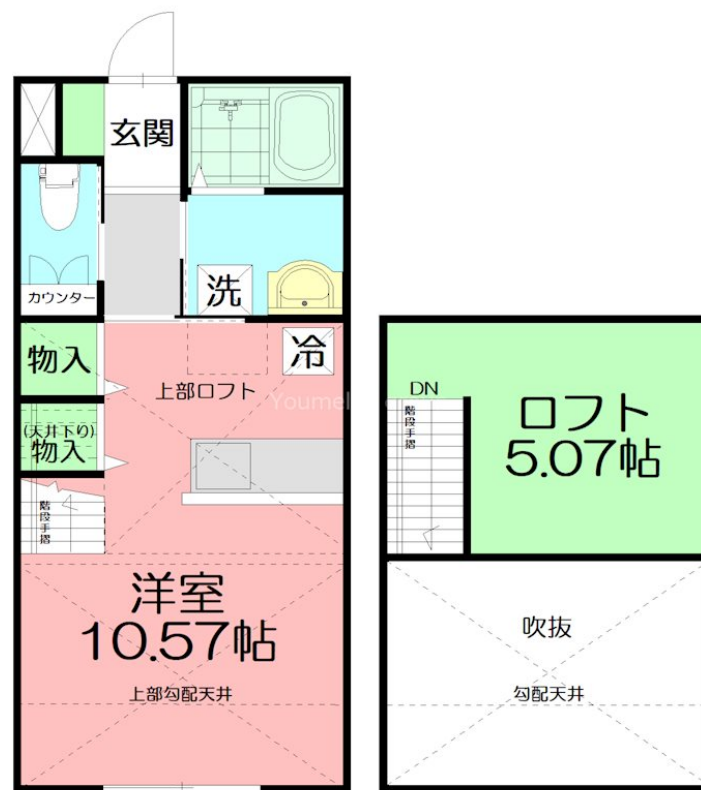 玄関
カウンター
洗
物入
上部ロフト
冷
(天井下り)
物入
階段手摺
洋室
10.57帖
上部勾配天井
DN
階段手摺
ロフト
5.07帖
吹抜
勾配天井